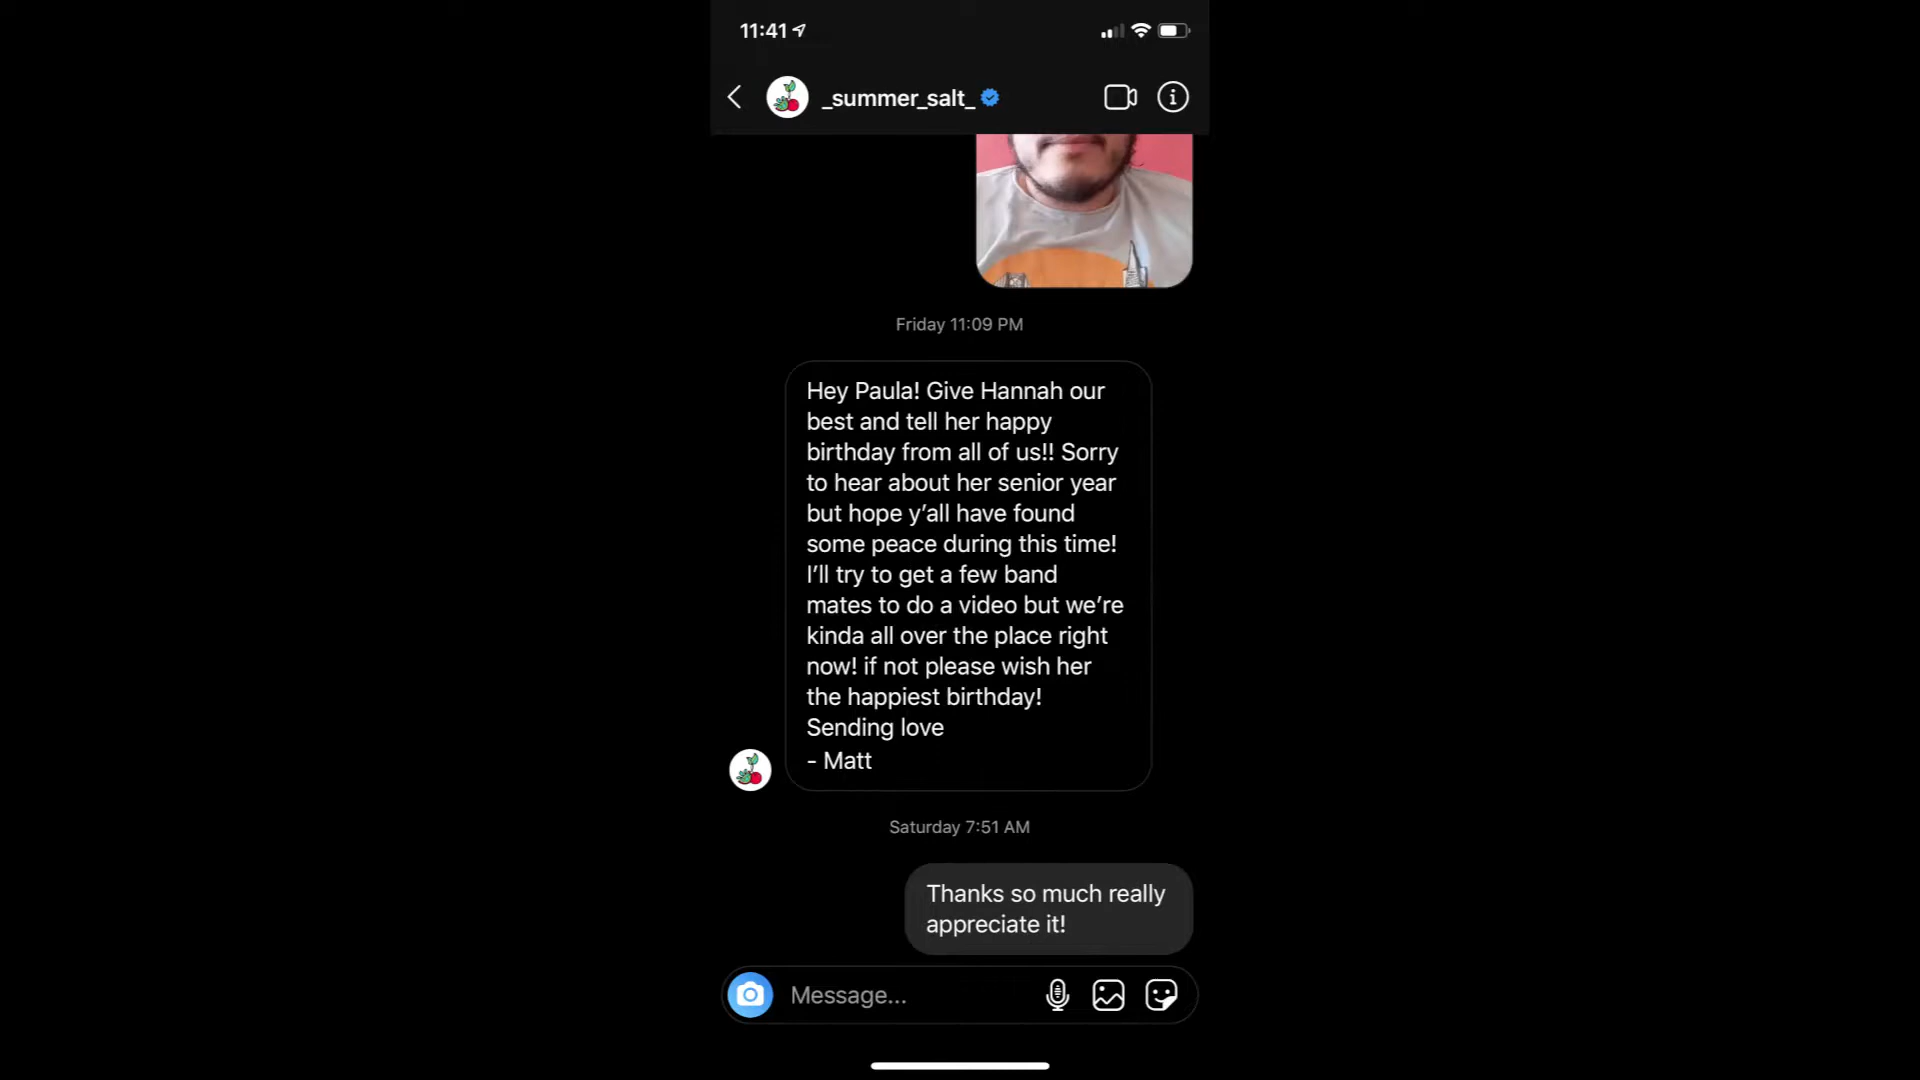 11:41
_summer_salt_
Friday 11:09 PM
Hey Paula! Give Hannah our
best and tell her happy
birthday from all of us!! Sorry
to hear about her senior year
but hope y’all have found
some peace during this time!
I’ll try to get a few band
mates to do a video but we’re
kinda all over the place right
now! if not please wish her
the happiest birthday!
Sending love
- Matt
Saturday 7:51 AM
Thanks so much really
appreciate it!
Message...